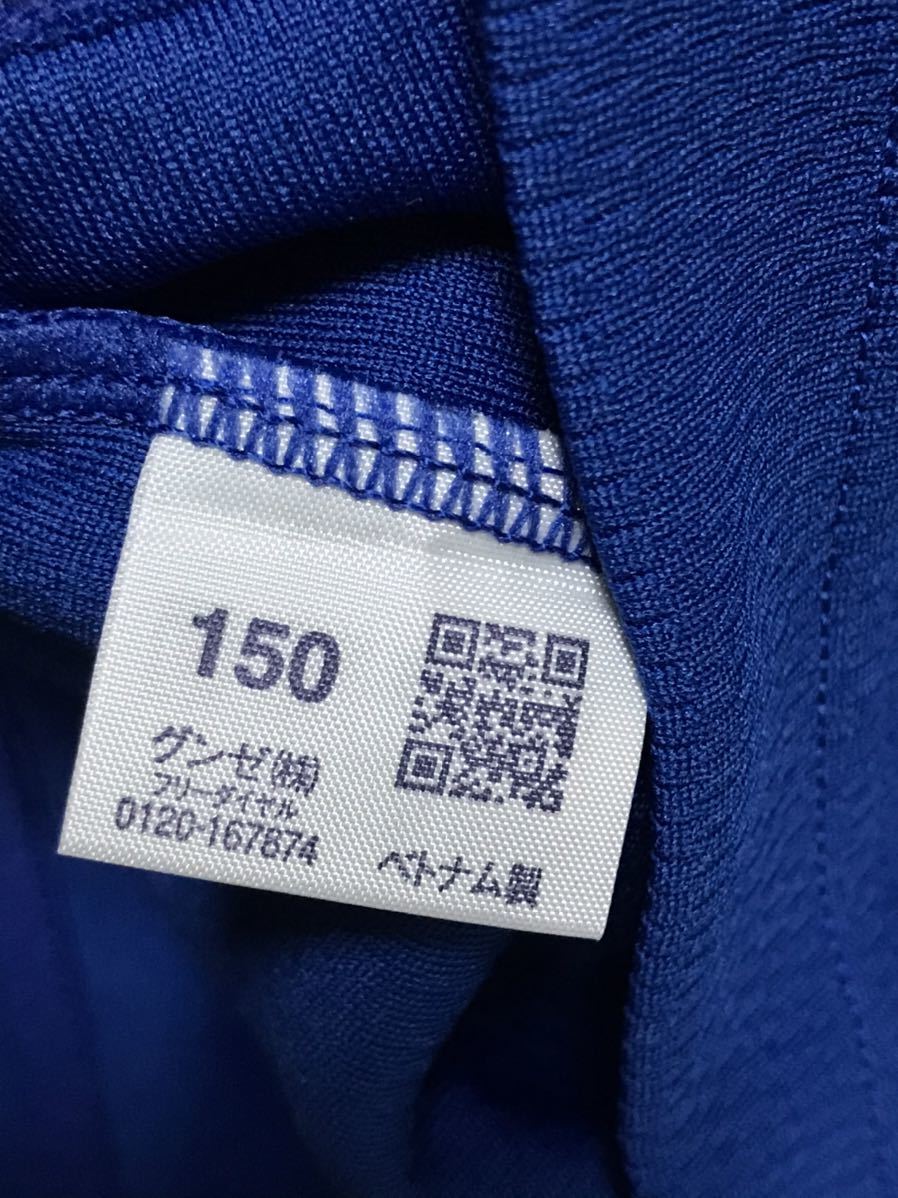 150
グンゼ(株)
フリーダイヤル
0120-167874
ベトナム製